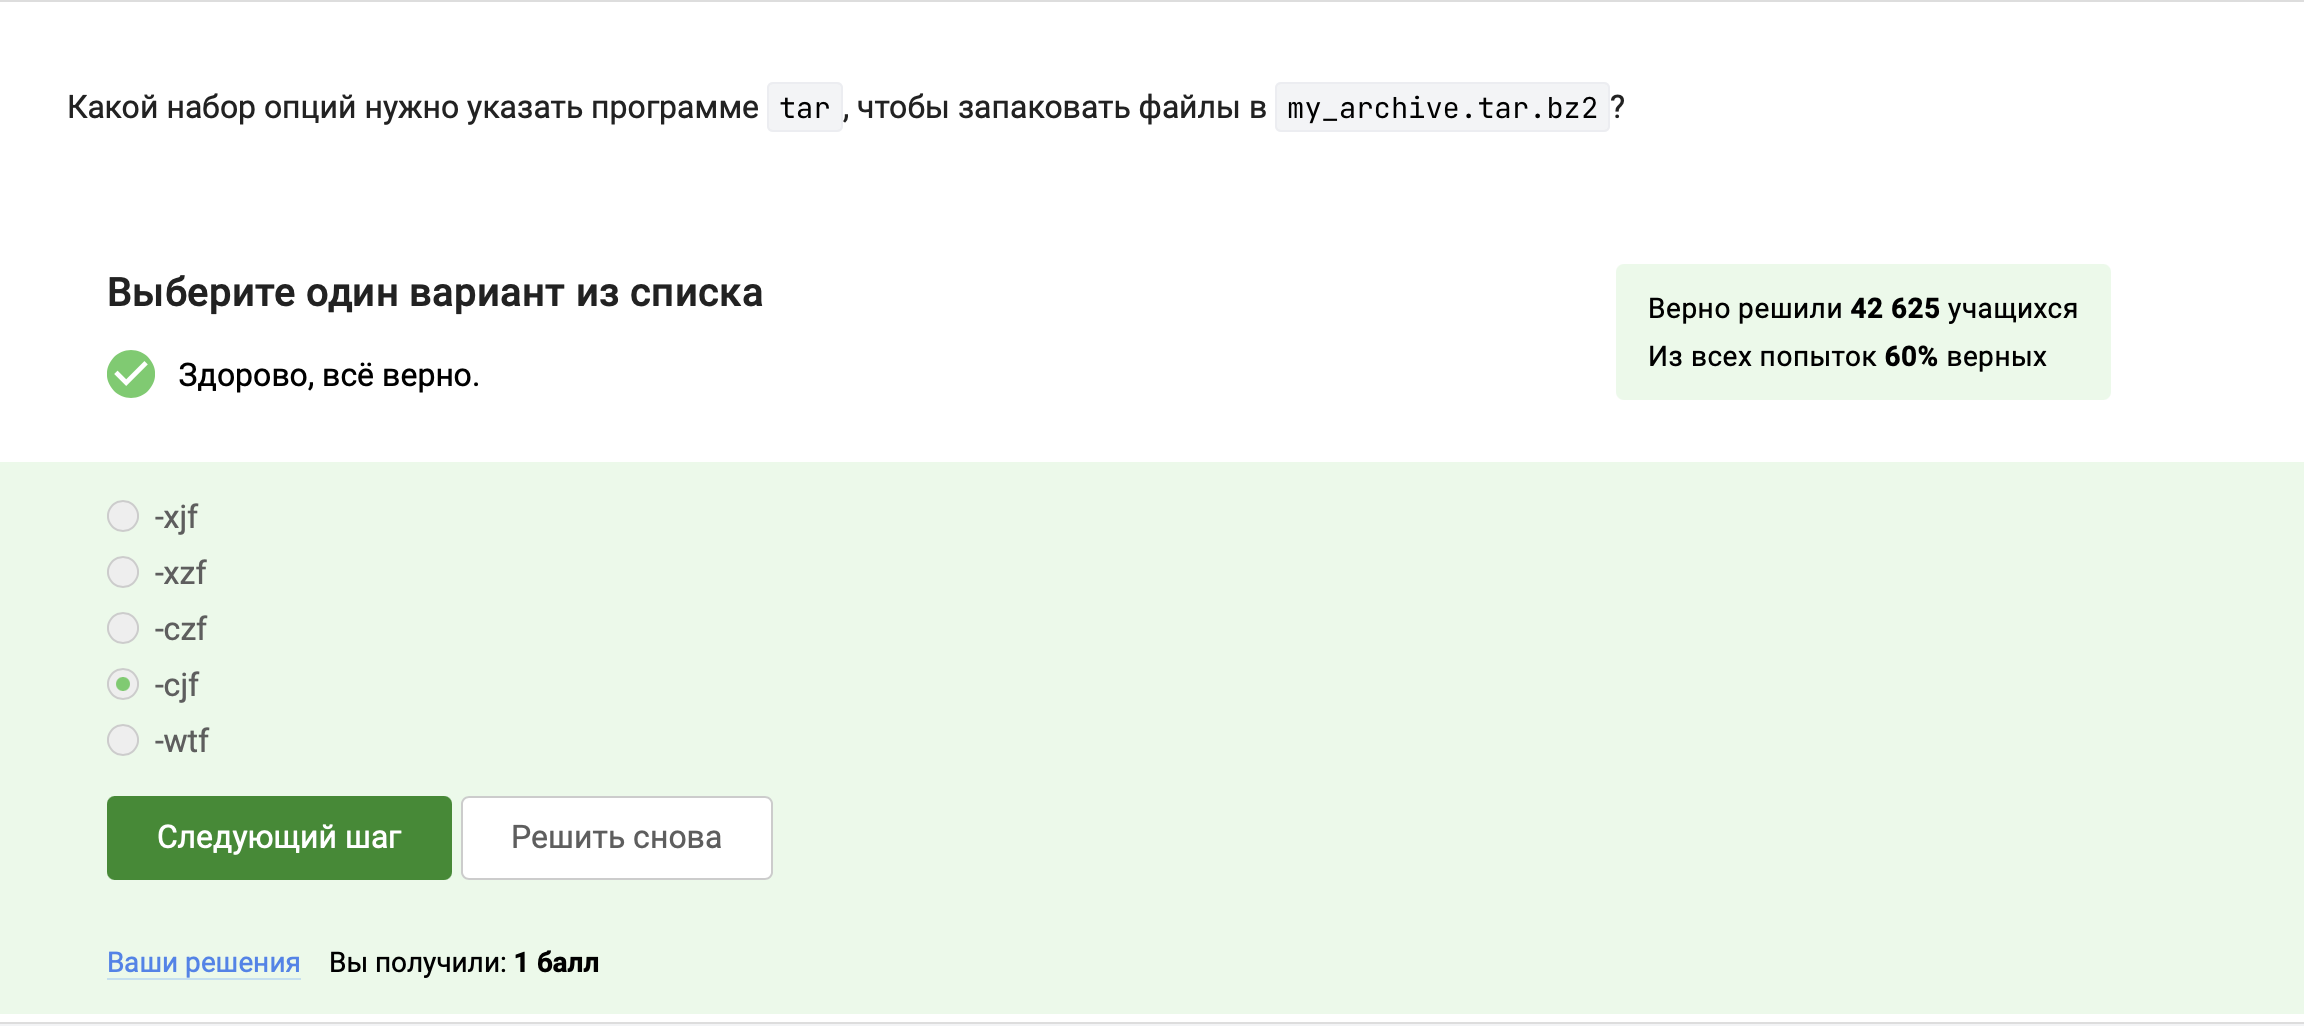 Какой набор опций нужно указать программе tar, чтобы запаковать файлы в my_archive.tar.bz2?
Выберите один вариант из списка
Здорово, всё верно.
Верно решили 42 625 учащихся
Из всех попыток 60% верных
-xjf
-xzf
-czf
-cjf
-wtf
Следующий шаг
Решить снова
Ваши решения Вы получили: 1 балл